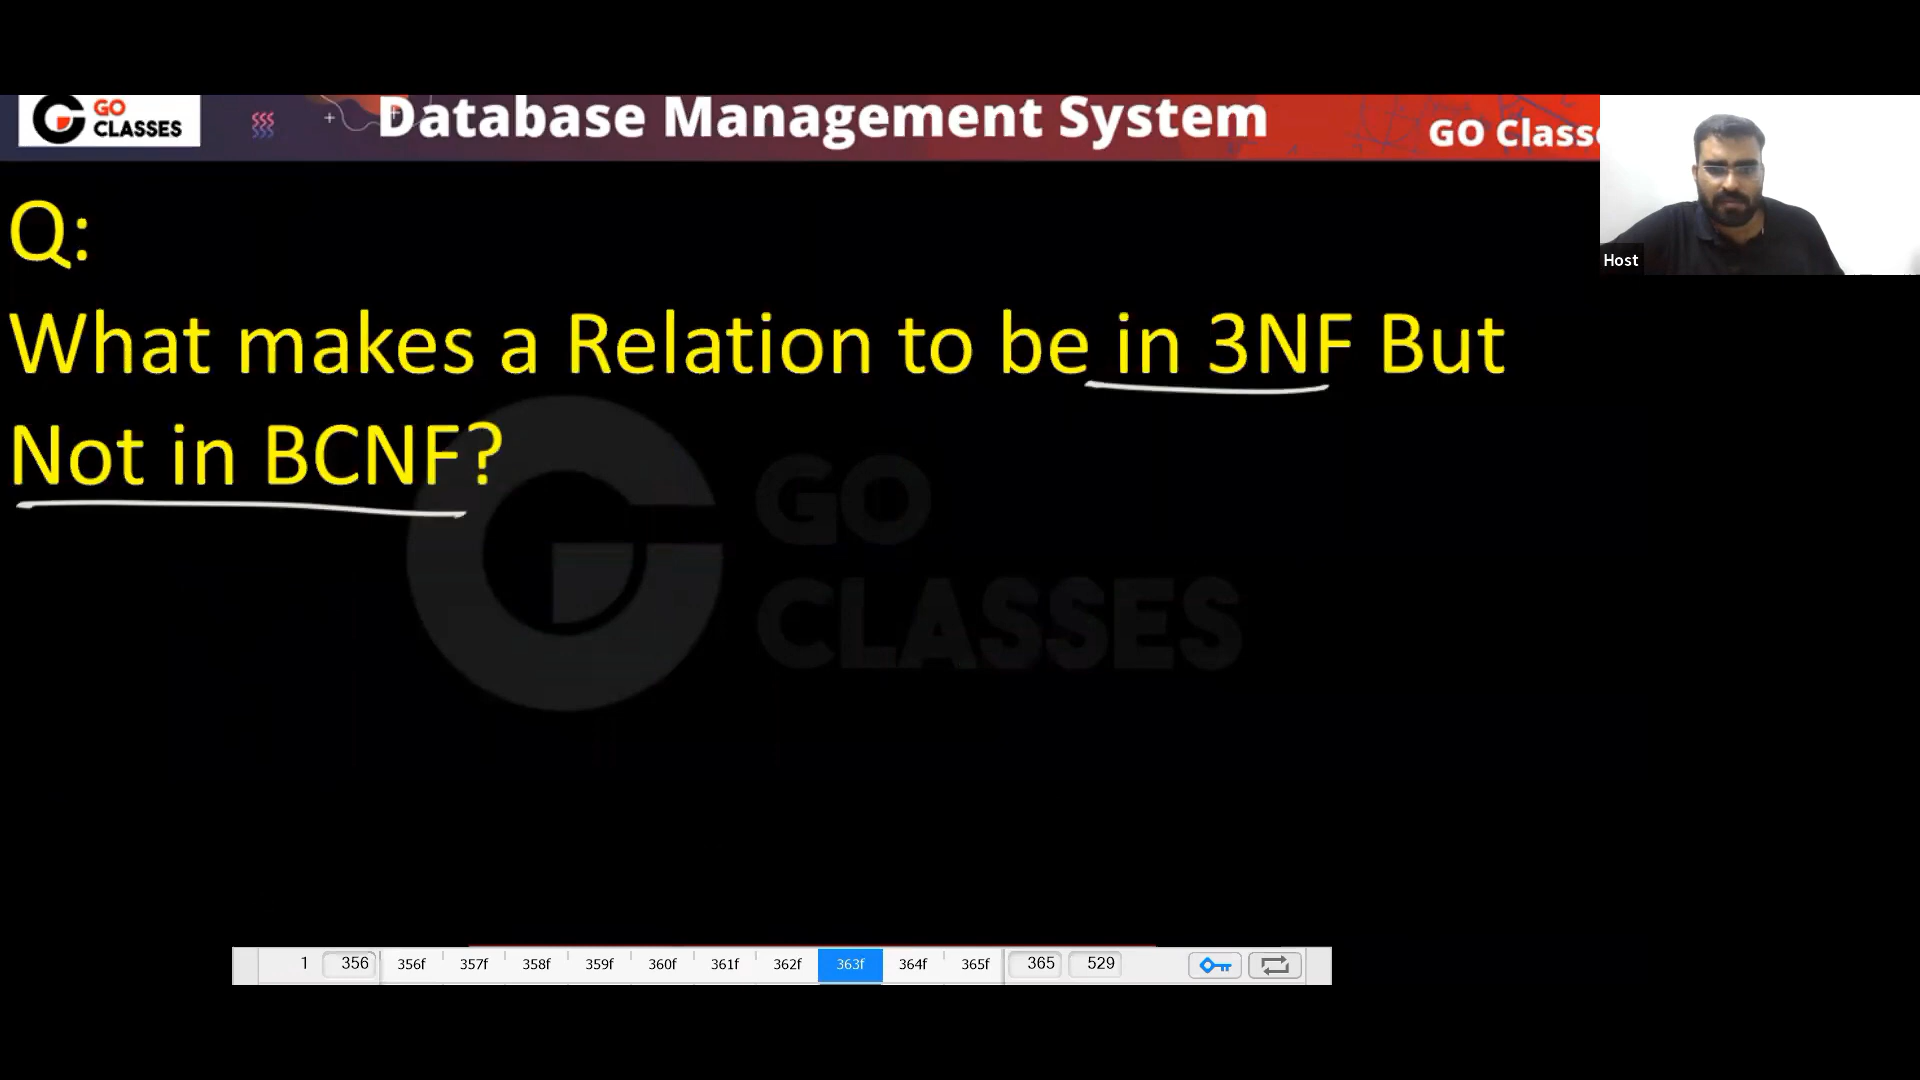 GO
CLASSES
Database Management System
GO Classe
Host
Q:
What makes a Relation to be in 3NF But
Not in BCNF?
GO
CLASSES
1 356 356f 357f 358f 359f 360f 361f 362f 363f 364f 365f 365 529